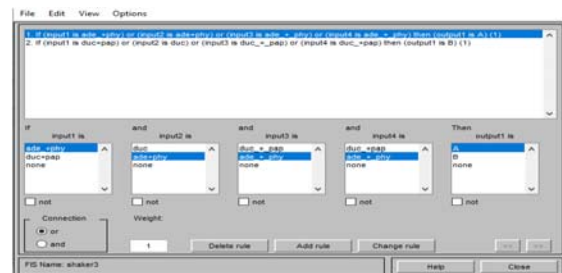 File Edit View Options
1. If (input1 is ade_+phy) or (input2 is ade+phy) or (input3 is ade_+_phy) or (input4 is ade_+_phy) then (output1 is A) (1)
2. If (input1 is duc+pap) or (input2 is duc) or (input3 is duc_+_pap) or (input4 is duc_+pap) then (output1 is B) (1)
If and and and Then
input1 is input2 is input3 is input4 is output1 is
ade_+phy duc duc_+_pap duc_+pap A
duc+pap ade+phy ade_+_phy ade_+_phy B
none none none none none
not not not not not
Connection Weight:
or
and 1 Delete rule Add rule Change rule << >>
FIS Name: shaker3 Help Close